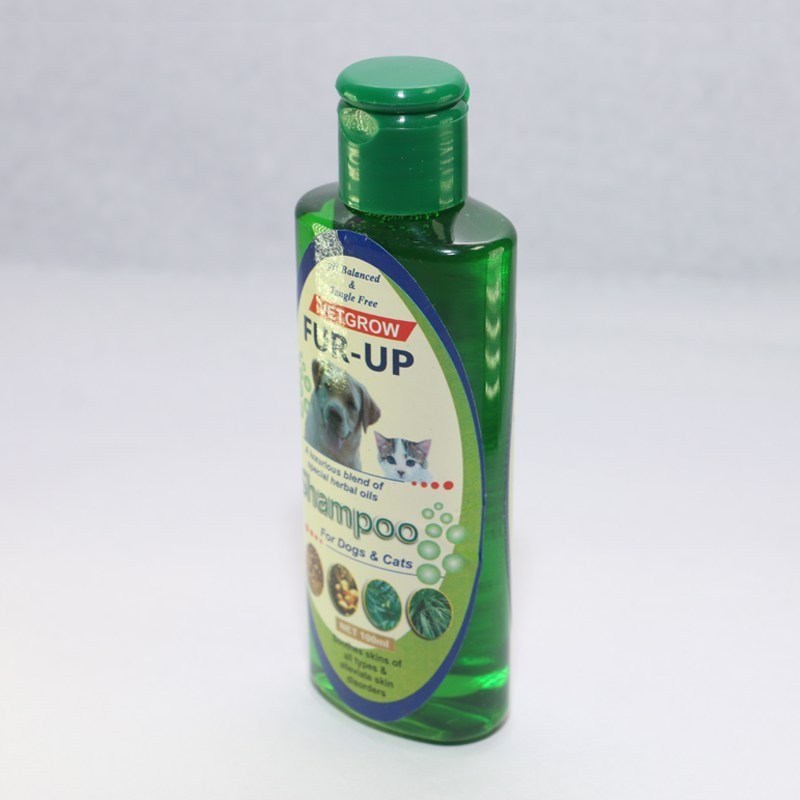 pH Balanced
&
Tangle Free
VETGROW
FUR-UP
A luxurious blend of
special herbal oils
Shampoo
For Dogs & Cats
NET 100ml
Soothes skins of
all types &
alleviate skin
disorders